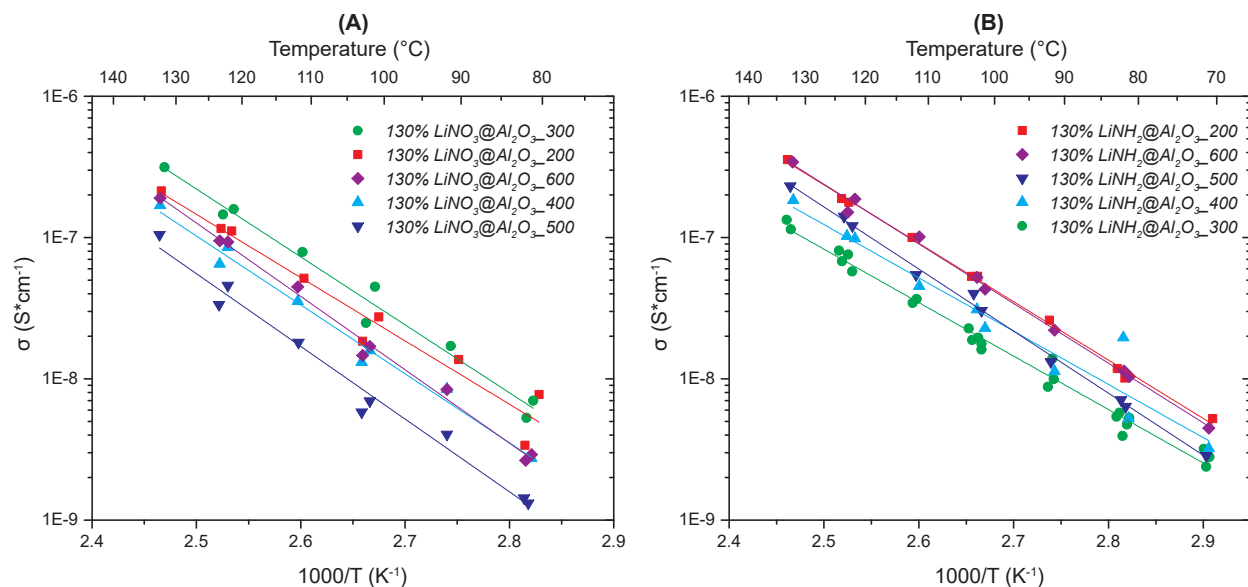 (A)
Temperature (°C)
140 130 120 110 100 90 80
1E-6
1E-7
1E-8
1E-9
σ (S*cm⁻¹)
130% LiNO₃@Al₂O₃_300
130% LiNO₃@Al₂O₃_200
130% LiNO₃@Al₂O₃_600
130% LiNO₃@Al₂O₃_400
130% LiNO₃@Al₂O₃_500
2.4 2.5 2.6 2.7 2.8 2.9
1000/T (K⁻¹)
(B)
Temperature (°C)
140 130 120 110 100 90 80 70
1E-6
1E-7
1E-8
1E-9
σ (S*cm⁻¹)
130% LiNH₂@Al₂O₃_200
130% LiNH₂@Al₂O₃_600
130% LiNH₂@Al₂O₃_500
130% LiNH₂@Al₂O₃_400
130% LiNH₂@Al₂O₃_300
2.4 2.5 2.6 2.7 2.8 2.9
1000/T (K⁻¹)